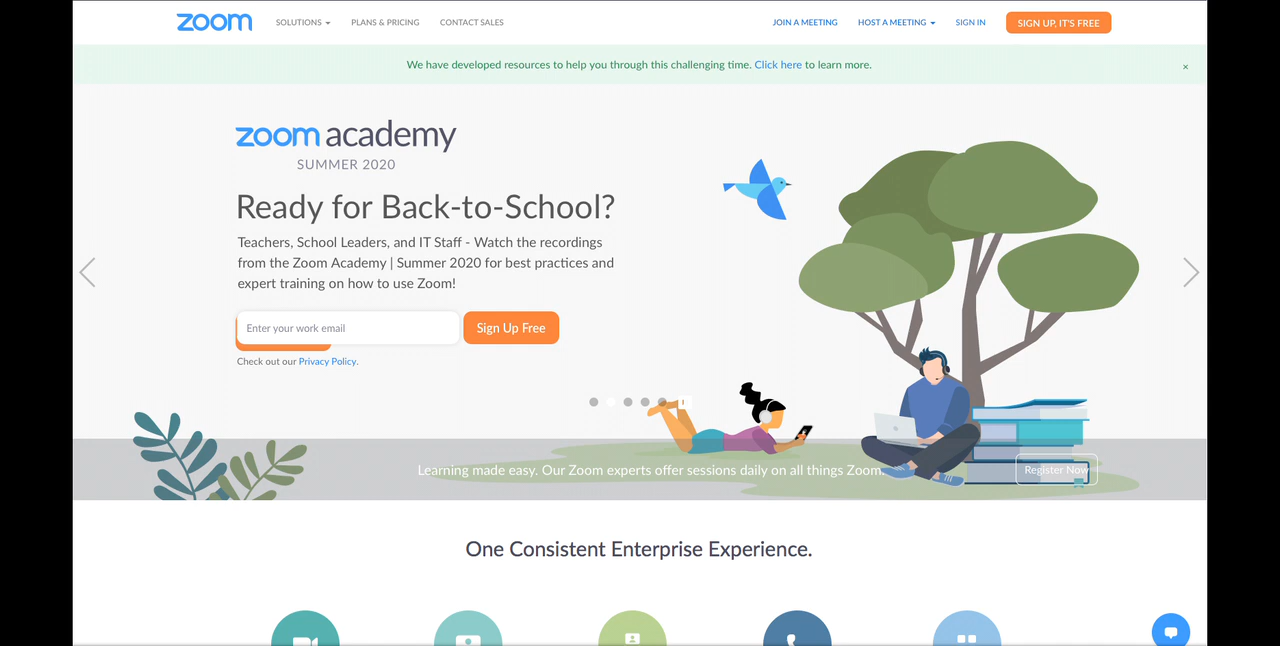 zoom
SOLUTIONS
PLANS & PRICING
CONTACT SALES
JOIN A MEETING
HOST A MEETING
SIGN IN
SIGN UP, IT'S FREE
We have developed resources to help you through this challenging time. Click here to learn more.
×
zoom academy
SUMMER 2020
Ready for Back-to-School?
Teachers, School Leaders, and IT Staff - Watch the recordings
from the Zoom Academy | Summer 2020 for best practices and
expert training on how to use Zoom!
Enter your work email
Sign Up Free
Check out our Privacy Policy.
Learning made easy. Our Zoom experts offer sessions daily on all things Zoom.
Register Now
One Consistent Enterprise Experience.